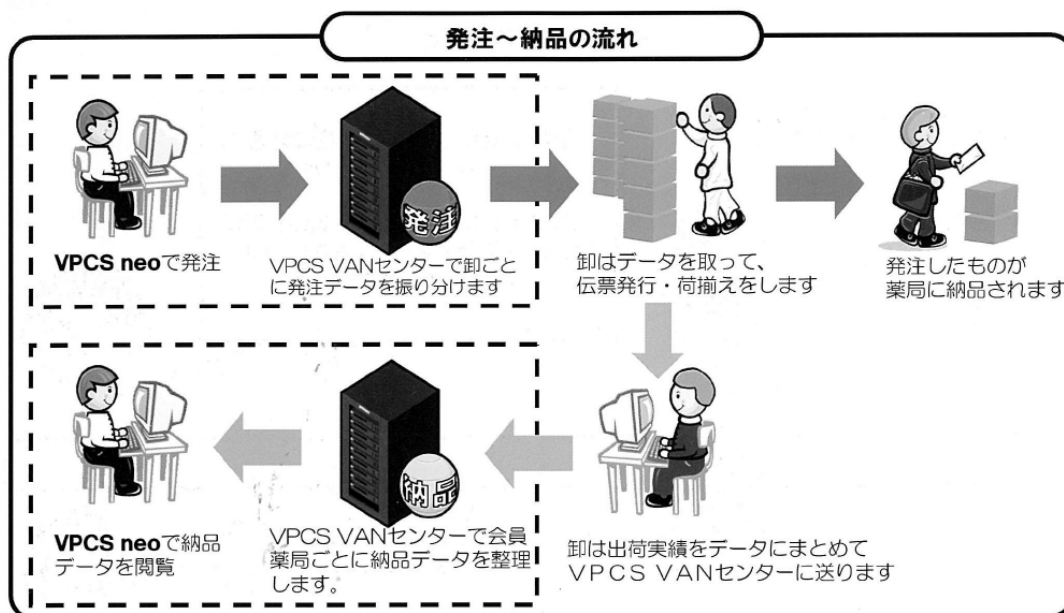 発注～納品の流れ
発注
VPCS neoで発注
VPCS VANセンターで卸ごと
に発注データを振り分けます
卸はデータを取って、
伝票発行・荷揃えをします
発注したものが
薬局に納品されます
納品
VPCS neoで納品
データを閲覧
VPCS VANセンターで会員
薬局ごとに納品データを整理
します。
卸は出荷実績をデータにまとめて
VPCS VANセンターに送ります